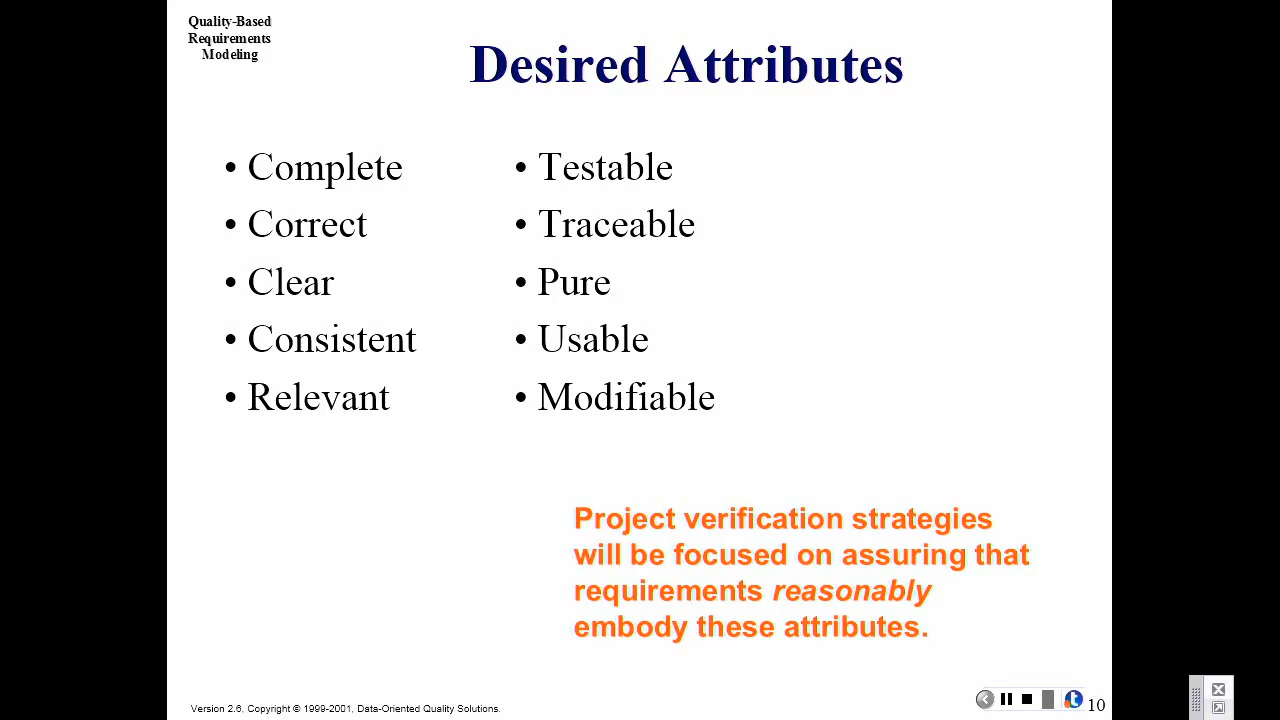 Quality-Based
Requirements
Modeling
Desired Attributes
• Complete
• Correct
• Clear
• Consistent
• Relevant
• Testable
• Traceable
• Pure
• Usable
• Modifiable
Project verification strategies
will be focused on assuring that
requirements reasonably
embody these attributes.
Version 2.6. Copyright © 1999-2001, Data-Oriented Quality Solutions.
t
10